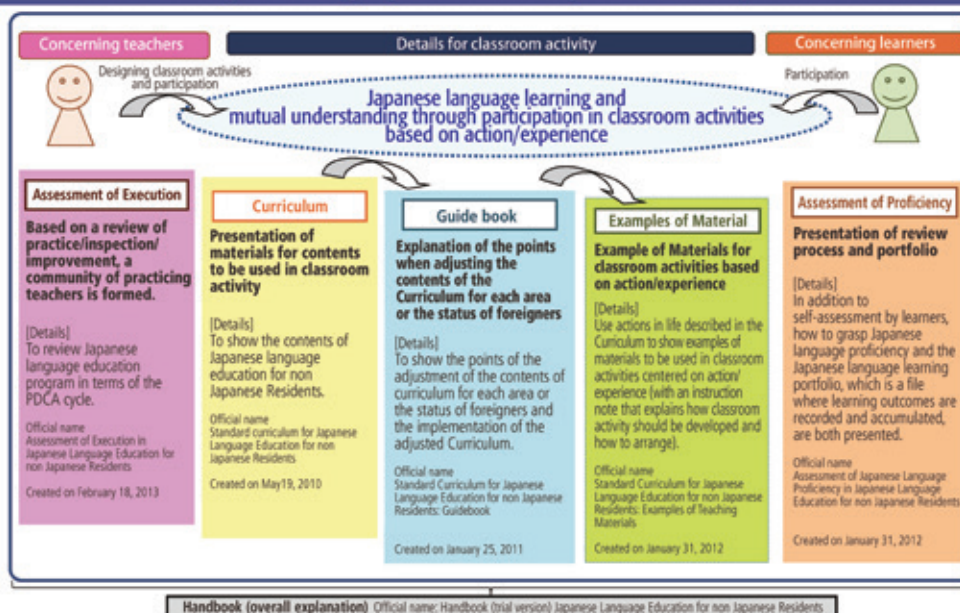 Concerning teachers
Details for classroom activity
Concerning learners
Designing classroom activities
and participation
Participation
Japanese language learning and
mutual understanding through participation in classroom activities
based on action/experience
Assessment of Execution
Based on a review of
practice/inspection/
improvement, a
community of practicing
teachers is formed.
[Details]
To review Japanese
language education
program in terms of the
PDCA cycle.
Official name
Assessment of Execution in
Japanese Language Education for
non Japanese Residents
Created on February 18, 2013
Curriculum
Presentation of
materials for contents
to be used in classroom
activity
[Details]
To show the contents of
Japanese language
education for non
Japanese Residents.
Official name
Standard curriculum for Japanese
Language Education for non
Japanese Residents
Created on May19, 2010
Guide book
Explanation of the points
when adjusting the
contents of the
Curriculum for each area
or the status of foreigners
[Details]
To show the points of the
adjustment of the contents of
curriculum for each area or
the status of foreigners and
the implementation of the
adjusted Curriculum.
Official name
Standard Curriculum for Japanese
Language Education for non Japanese
Residents: Guidebook
Created on January 25, 2011
Examples of Material
Example of Materials for
classroom activities based
on action/experience
[Details]
Use actions in life described in the
Curriculum to show examples of
materials to be used in classroom
activities centered on action/
experience (with an instruction
note that explains how classroom
activity should be developed and
how to arrange).
Official name
Standard Curriculum for Japanese
Language Education for non Japanese
Residents: Examples of Teaching
Materials
Created on January 31, 2012
Assessment of Proficiency
Presentation of review
process and portfolio
[Details]
In addition to
self-assessment by learners,
how to grasp Japanese
language proficiency and the
Japanese language learning
portfolio, which is a file
where learning outcomes are
recorded and accumulated,
are both presented.
Official name
Assessment of Japanese Language
Proficiency in Japanese Language
Education for non Japanese Residents
Created on January 31, 2012
Handbook (overall explanation) Official name: Handbook (trial version) Japanese Language Education for non Japanese Residents